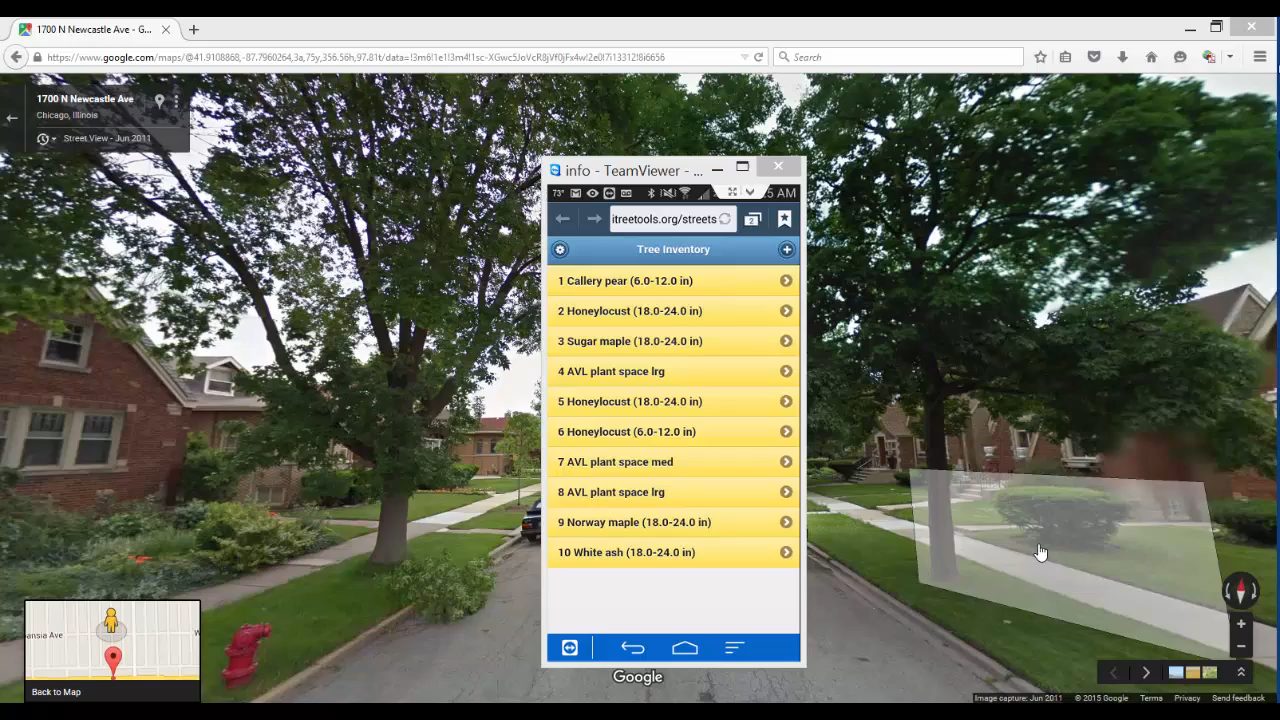 1700 N Newcastle Ave - G...
https://www.google.com/maps/@41.9108868,-87.7960264,3a,75y,356.56h,97.81t/data=!3m6!1e1!3m4!1sc-
Search
1700 N Newcastle Ave
Chicago, Illinois
Street View - Jun 2011
info - TeamViewer - ...
73°
5 AM
itreetools.org/streets
2
Tree Inventory
1 Callery pear (6.0-12.0 in)
2 Honeylocust (18.0-24.0 in)
3 Sugar maple (18.0-24.0 in)
4 AVL plant space lrg
5 Honeylocust (18.0-24.0 in)
6 Honeylocust (6.0-12.0 in)
7 AVL plant space med
8 AVL plant space lrg
9 Norway maple (18.0-24.0 in)
10 White ash (18.0-24.0 in)
ansia Ave
W
Back to Map
Google
Image capture: Jun 2011 © 2015 Google Terms Privacy Send feedback